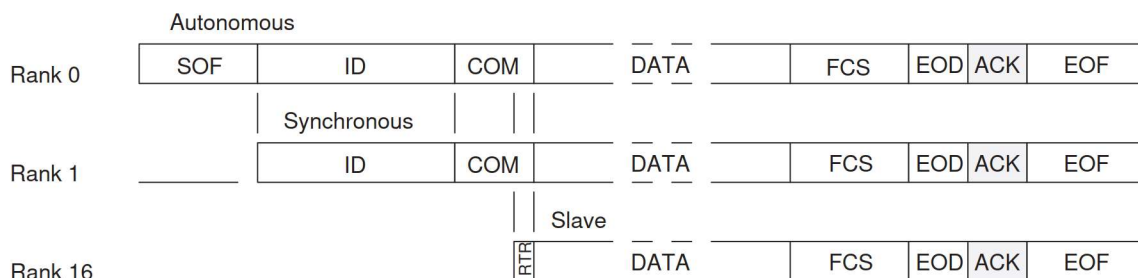 Autonomous
Rank 0 SOF ID COM DATA FCS EOD ACK EOF
Synchronous
Rank 1 ID COM DATA FCS EOD ACK EOF
Slave
Rank 16 RTR DATA FCS EOD ACK EOF